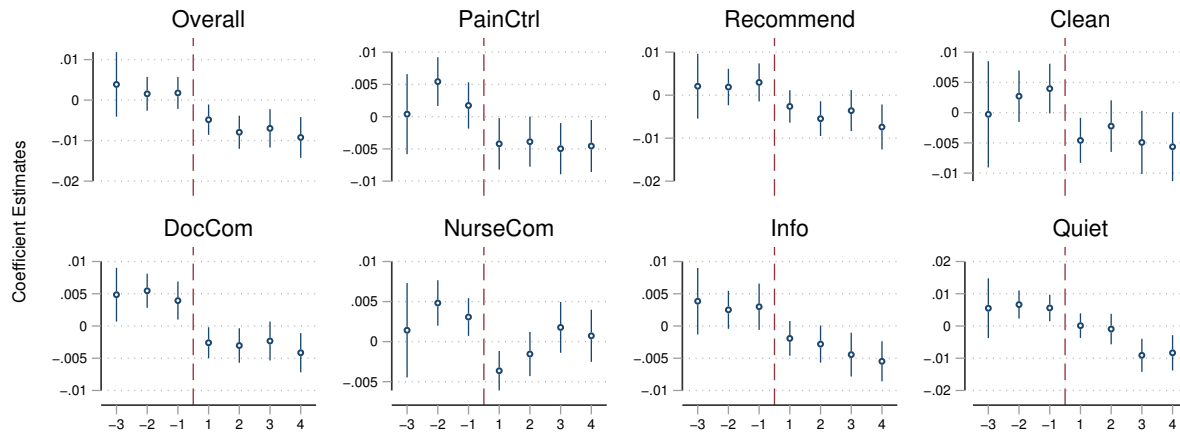 Overall PainCtrl Recommend Clean
.01 0 −.01 −.02
.01 .005 0 −.005 −.01
.01 0 −.01 −.02
.01 .005 0 −.005 −.01
Coefficient Estimates
DocCom NurseCom Info Quiet
.01 .005 0 −.005 −.01
.01 .005 0 −.005
.01 .005 0 −.005 −.01
.02 .01 0 −.01 −.02
−3 −2 −1 1 2 3 4
−3 −2 −1 1 2 3 4
−3 −2 −1 1 2 3 4
−3 −2 −1 1 2 3 4